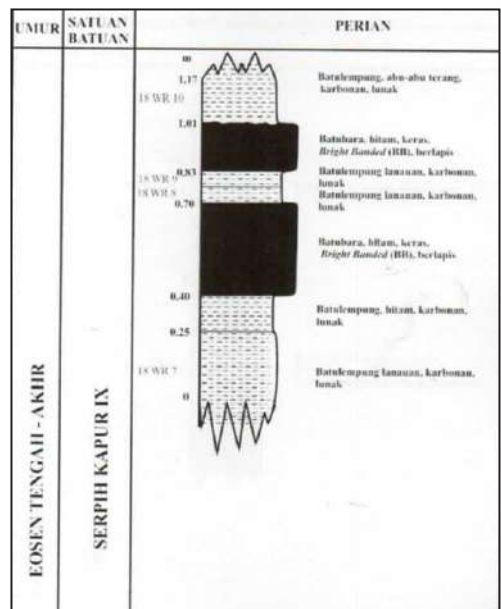 UMUR
SATUAN
BATUAN
PERIAN
m
1,17
Batulempung, abu-abu terang,
karbonan, lunak
18 WR 10
1,01
Batubara, hitam, keras,
Bright Banded (BB), berlapis
0,83
Batulempung lanauan, karbonan,
lunak
18 WR 9
18 WR 8
Batulempung lanauan, karbonan,
lunak
0,70
Batubara, hitam, keras,
Bright Banded (BB), berlapis
0,40
Batulempung, hitam, karbonan,
lunak
0,25
18 WR 7
Batulempung lanauan, karbonan,
lunak
0
EOSEN TENGAH - AKHR
SERPIH KAPUR IX